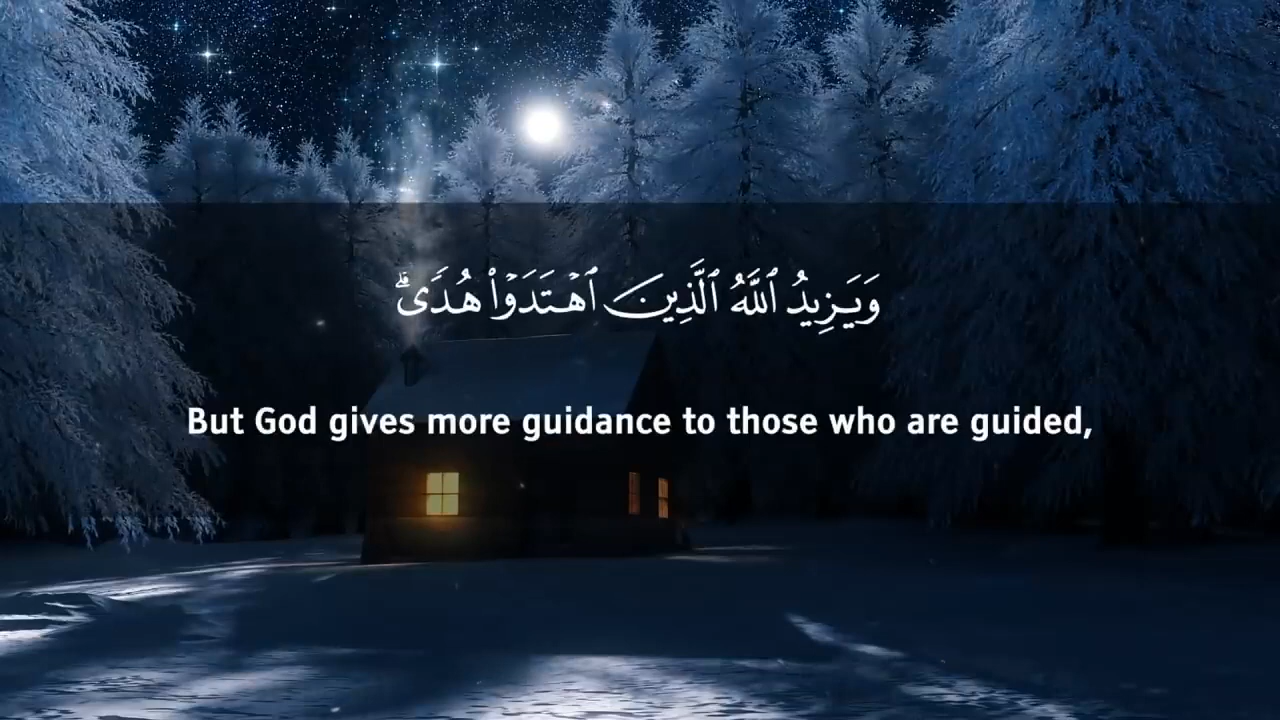 وَيَزِيدُ ٱللَّهُ ٱلَّذِينَ ٱهْتَدَوْا۟ هُدًى ۗ
But God gives more guidance to those who are guided,